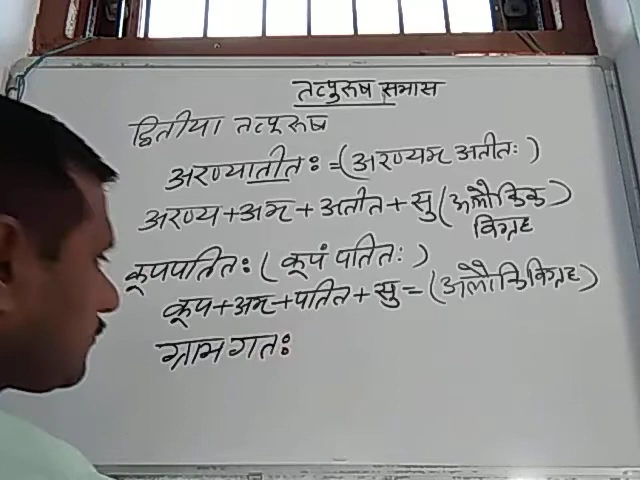 तत्पुरुष समास
द्वितीया तत्पुरुष
अरण्यातीतः = (अरण्यम अतीतः)
अरण्य + अम + अतीत + सु (अलौकिक
विग्रह)
कूपपतितः (कूपं पतितः)
कूप + अम + पतित + सु = (अलौकिविग्रह)
ग्रामगतः